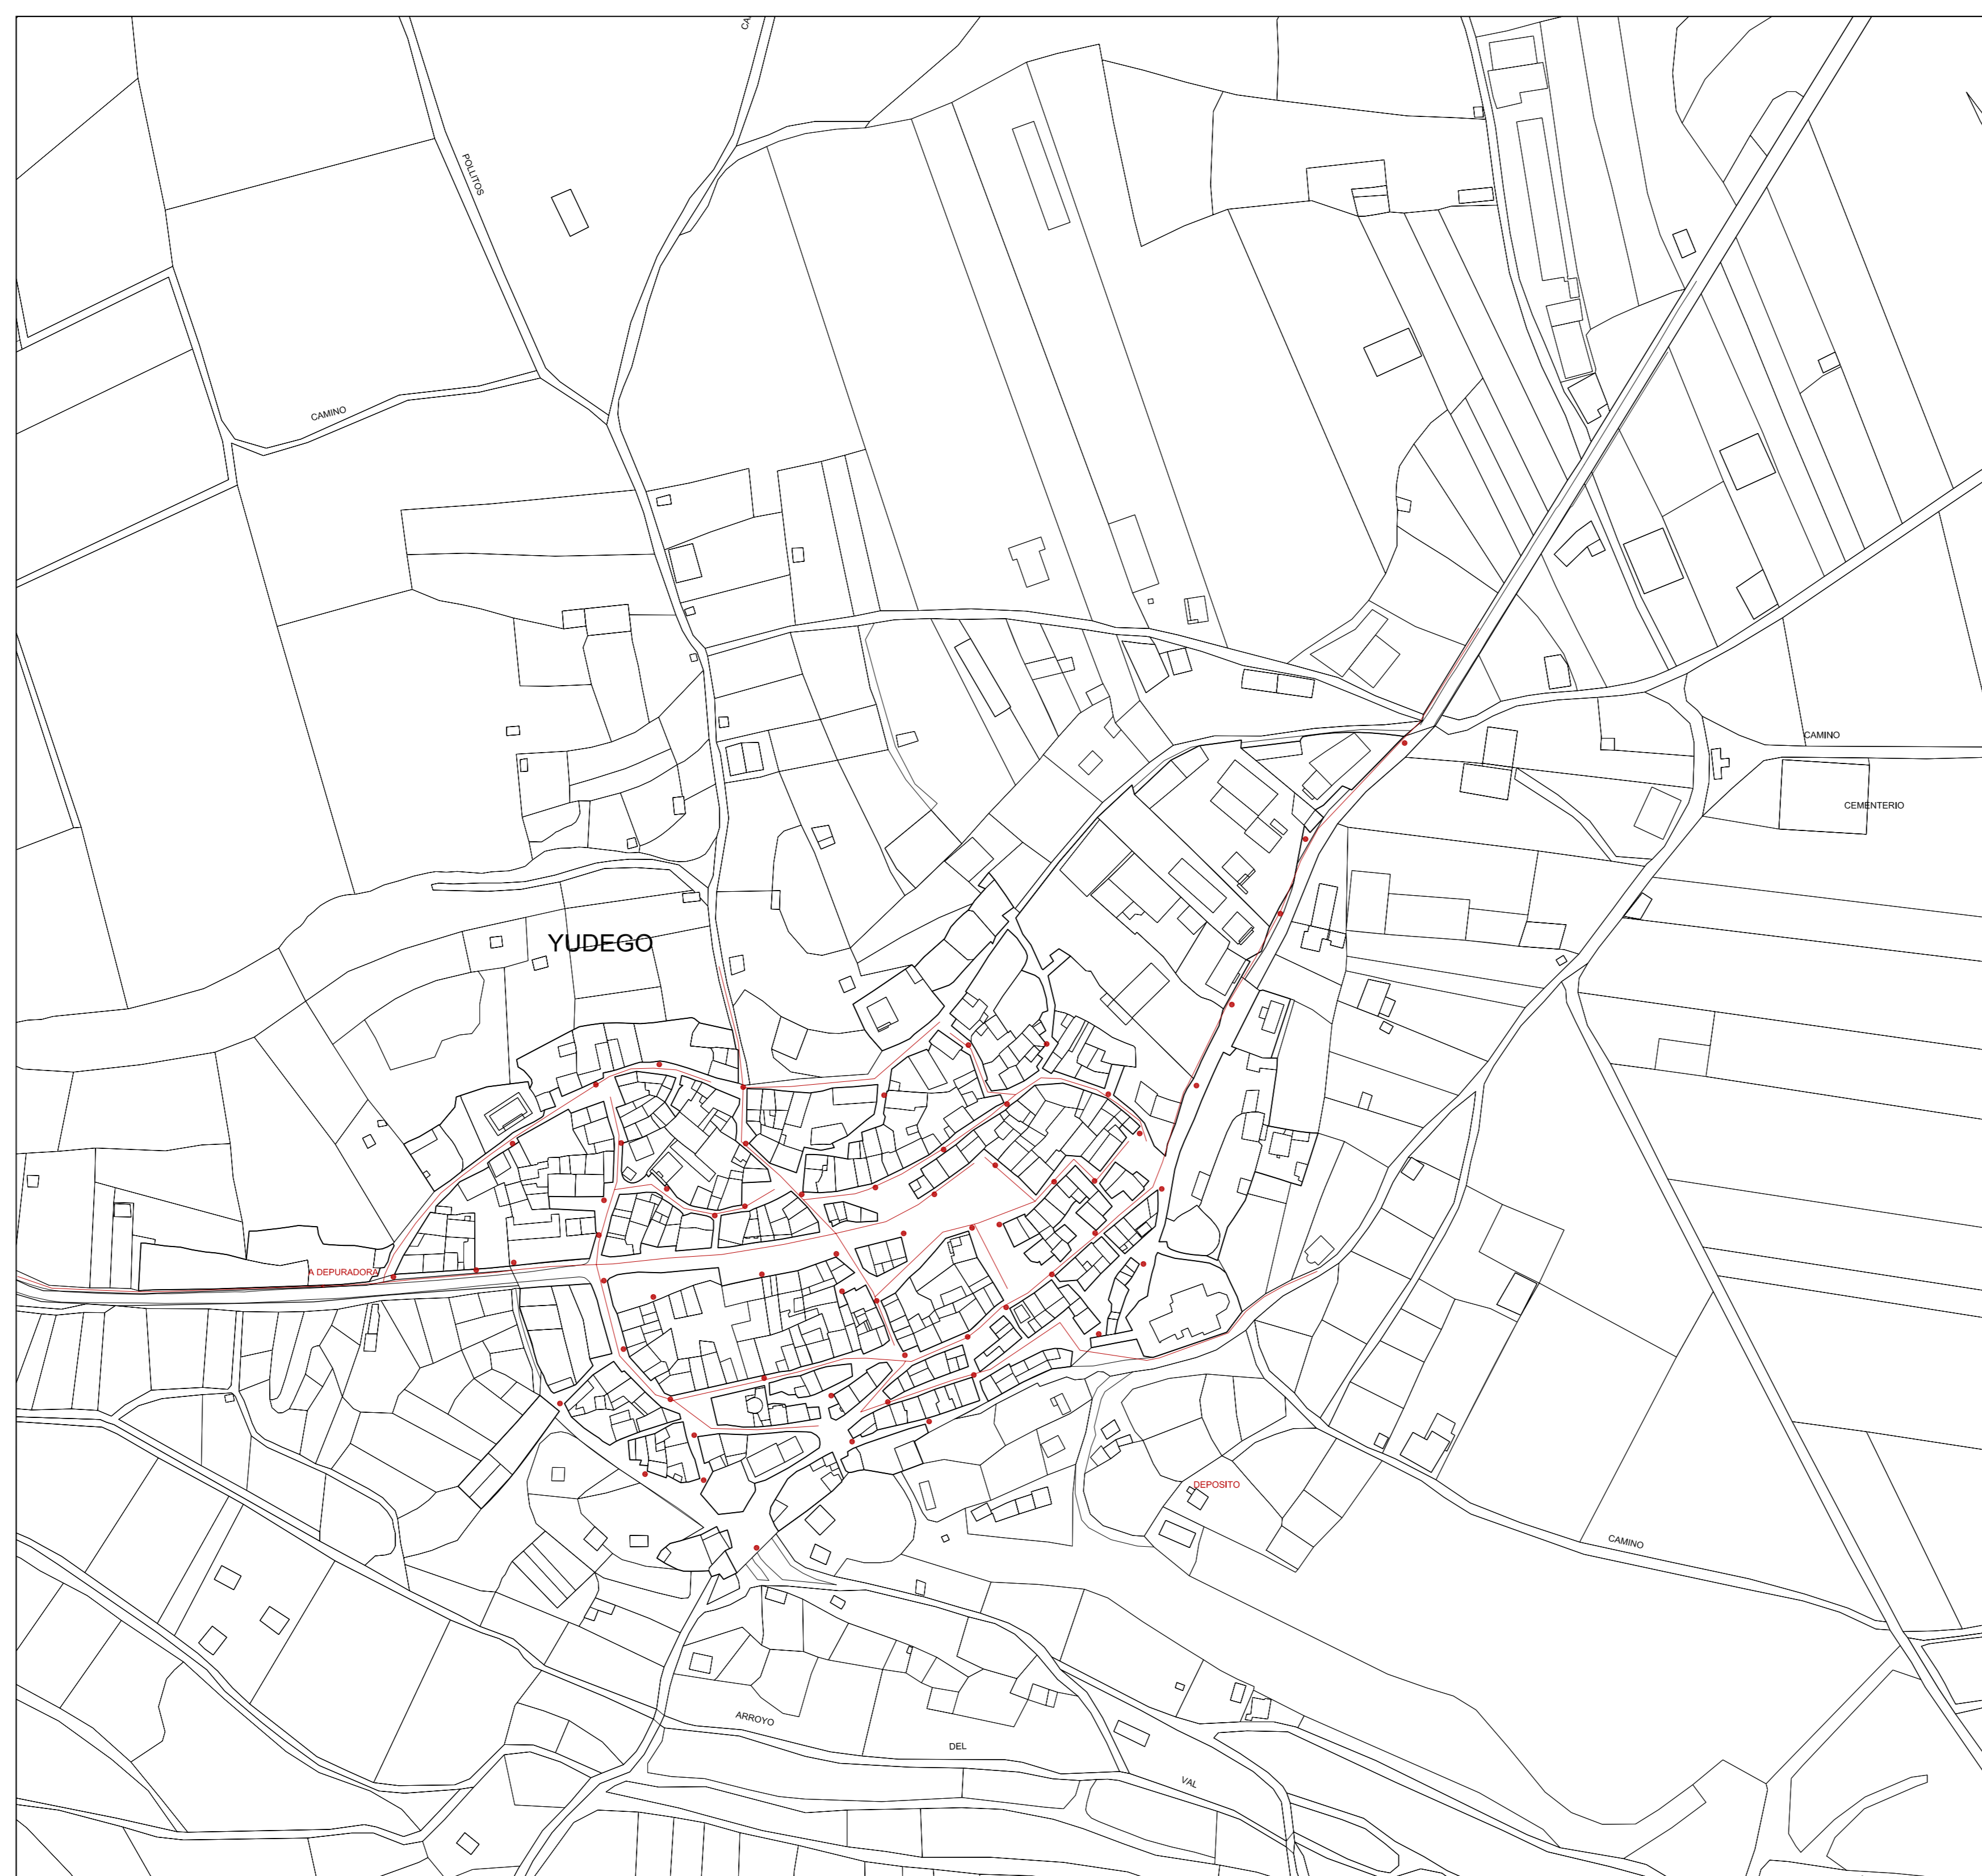 POLLITOS
CAMINO
CAMINO
CEMENTERIO
YUDEGO
A DEPURADORA
DEPOSITO
CAMINO
ARROYO
DEL
VAL